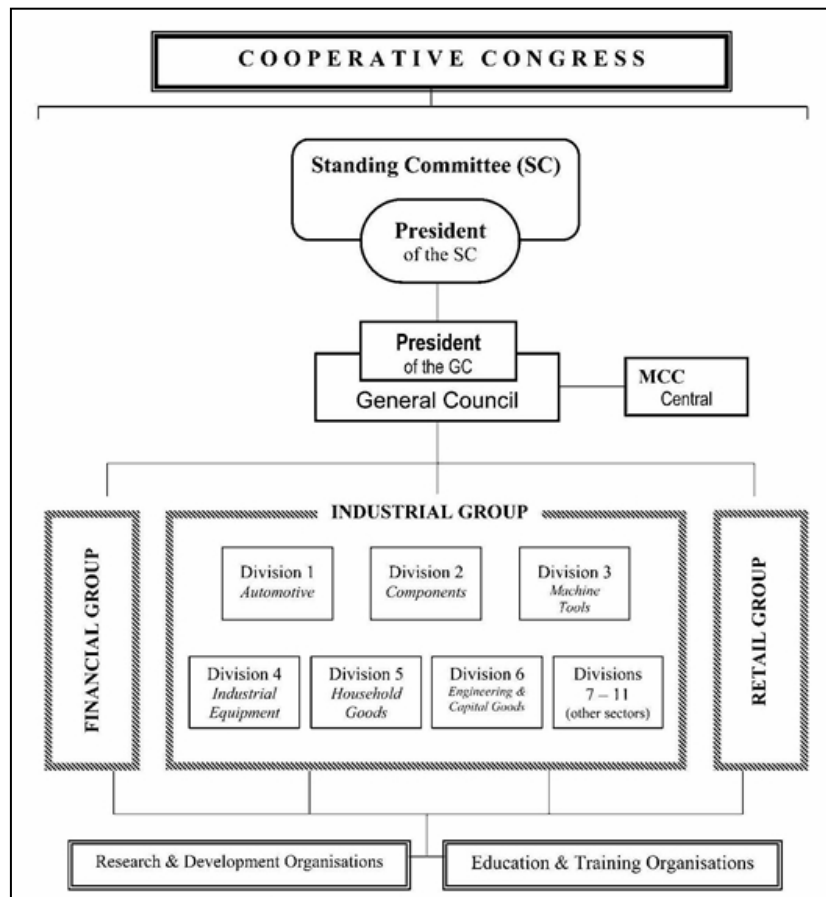 COOPERATIVE CONGRESS
Standing Committee (SC)
President
of the SC
President
of the GC
General Council
MCC
Central
FINANCIAL GROUP
INDUSTRIAL GROUP
Division 1
Automotive
Division 2
Components
Division 3
Machine
Tools
Division 4
Industrial
Equipment
Division 5
Household
Goods
Division 6
Engineering &
Capital Goods
Divisions
7 – 11
(other sectors)
RETAIL GROUP
Research & Development Organisations
Education & Training Organisations